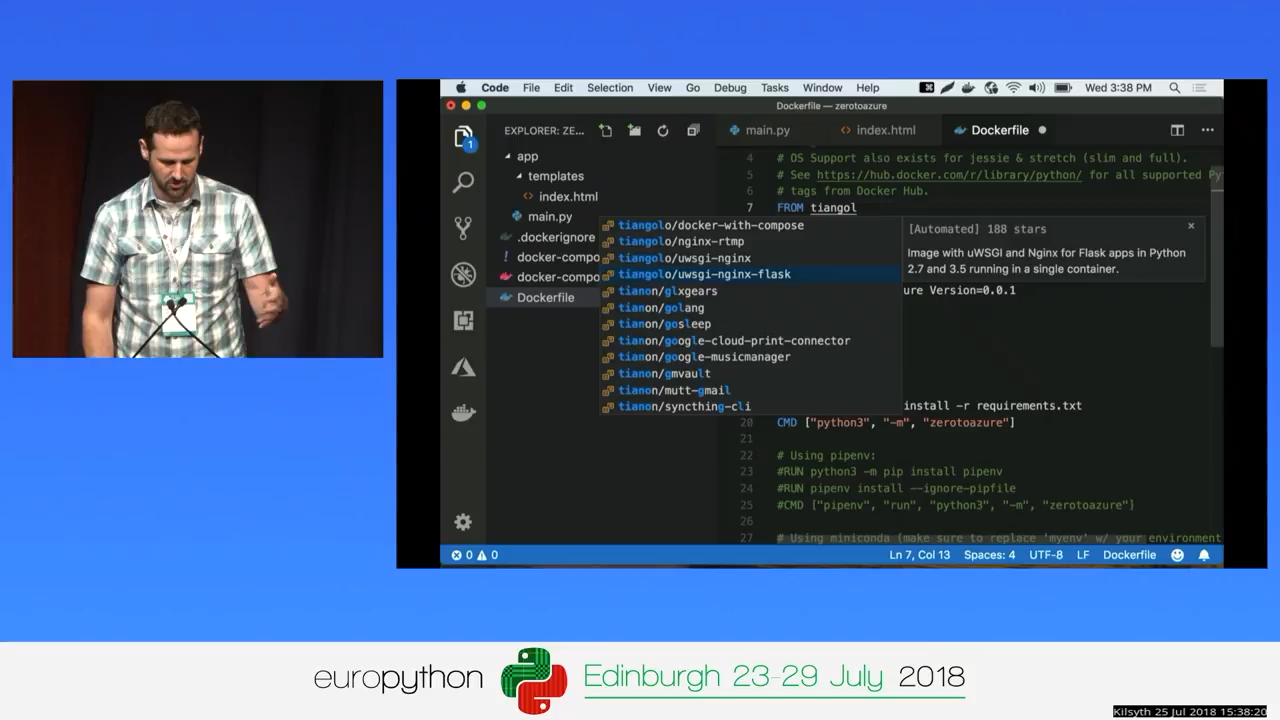 Code File Edit Selection View Go Debug Tasks Window Help Wed 3:38 PM
Dockerfile — zerotoazure
EXPLORER: ZE...
main.py
index.html
Dockerfile
1
app
templates
index.html
main.py
.dockerignore
docker-compo
docker-compo
Dockerfile
4 # OS Support also exists for jessie & stretch (slim and full).
5 # See https://hub.docker.com/r/library/python/ for all supported Py
6 # tags from Docker Hub.
7 FROM tiangol
tiangolo/docker-with-compose
tiangolo/nginx-rtmp
tiangolo/uwsgi-nginx
tiangolo/uwsgi-nginx-flask
tianon/glxgears
tianon/golang
tianon/gosleep
tianon/google-cloud-print-connector
tianon/google-musicmanager
tianon/gmvault
tianon/mutt-gmail
tianon/syncthing-cli
[Automated] 188 stars
Image with uWSGI and Nginx for Flask apps in Python
2.7 and 3.5 running in a single container.
ure Version=0.0.1
install -r requirements.txt
20 CMD ["python3", "-m", "zerotoazure"]
21
22 # Using pipenv:
23 #RUN python3 -m pip install pipenv
24 #RUN pipenv install --ignore-pipfile
25 #CMD ["pipenv", "run", "python3", "-m", "zerotoazure"]
26
27 # Using miniconda (make sure to replace 'myenv' w/ your environment
0 0
Ln 7, Col 13 Spaces: 4 UTF-8 LF Dockerfile
europython Edinburgh 23-29 July 2018
Kilsyth 25 Jul 2018 15:38:20